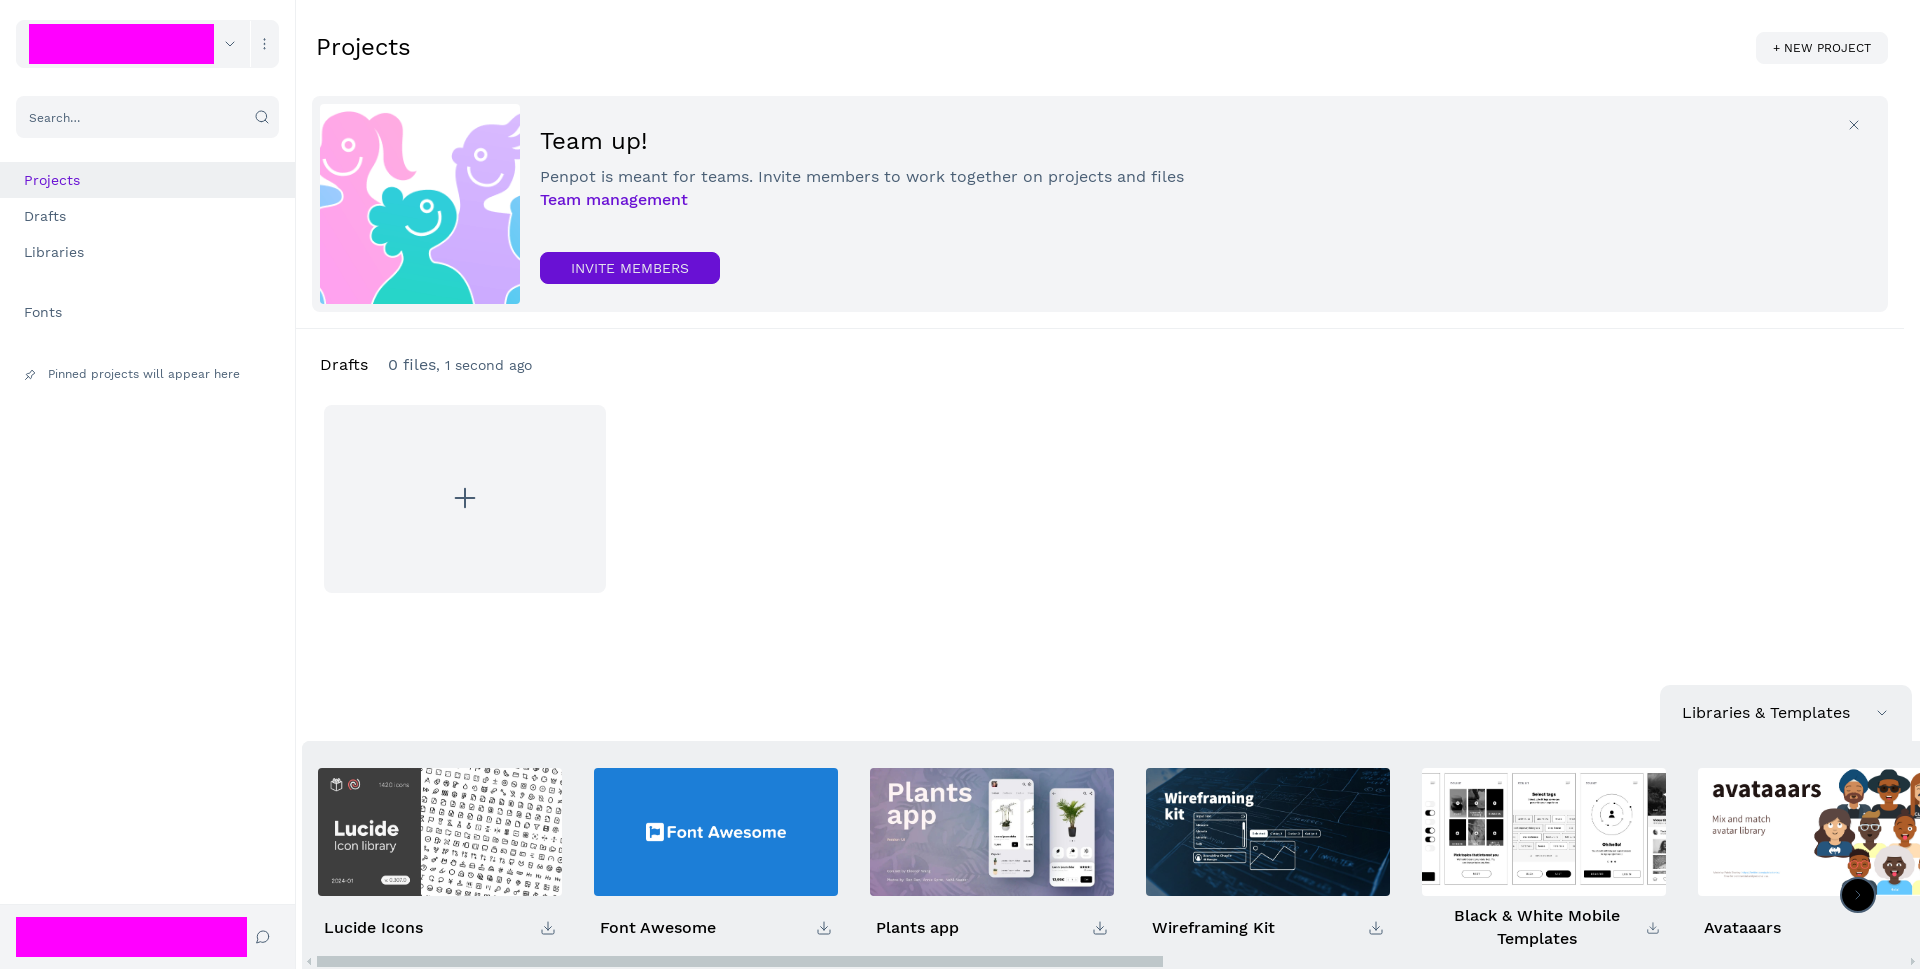 Projects
+ NEW PROJECT
Search...
Projects
Drafts
Libraries
Fonts
Pinned projects will appear here
Team up!
Penpot is meant for teams. Invite members to work together on projects and files
Team management
INVITE MEMBERS
Drafts
0 files, 1 second ago
Libraries & Templates
1420 icons
Lucide
Icon library
2024-01
v 0.307.0
Font Awesome
Plants
app
Wireframing
kit
Select tags
Oh hello!
avataaars
Mix and match
avatar library
Lucide Icons
Font Awesome
Plants app
Wireframing Kit
Black & White Mobile
Templates
Avataaars